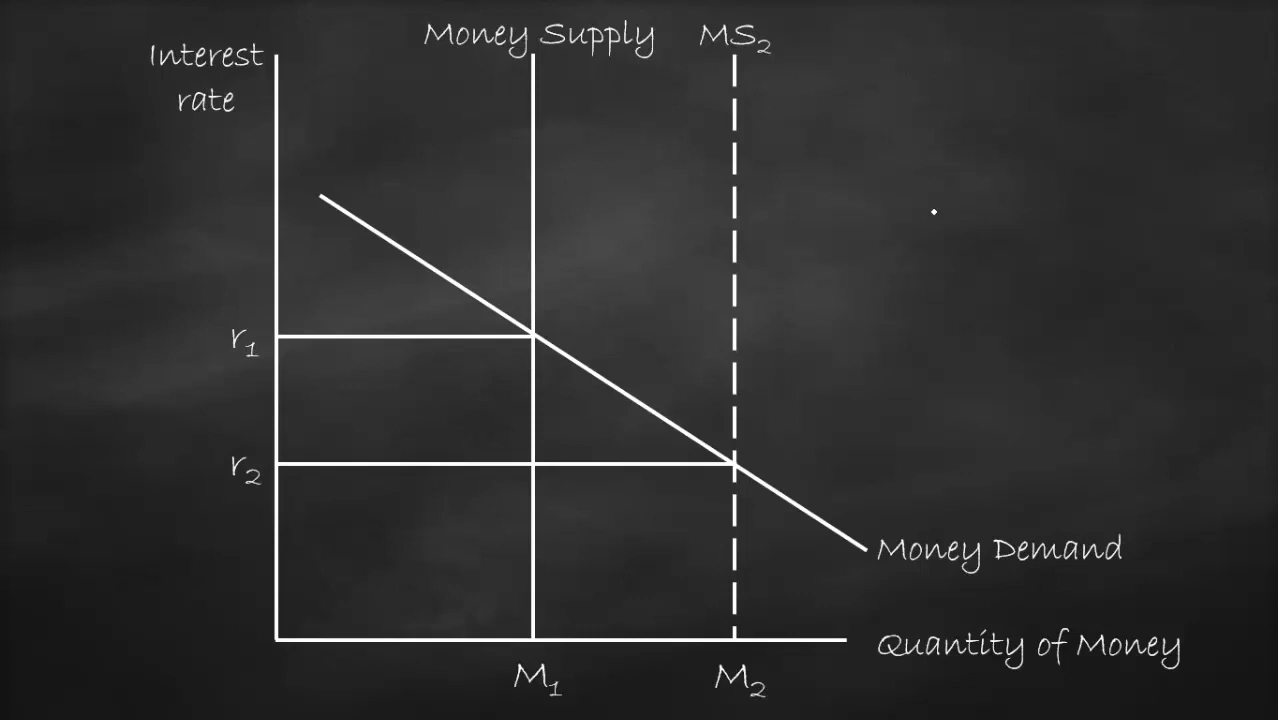 Money Supply
MS₂
Interest
rate
r₁
r₂
Money Demand
Quantity of Money
M₁
M₂